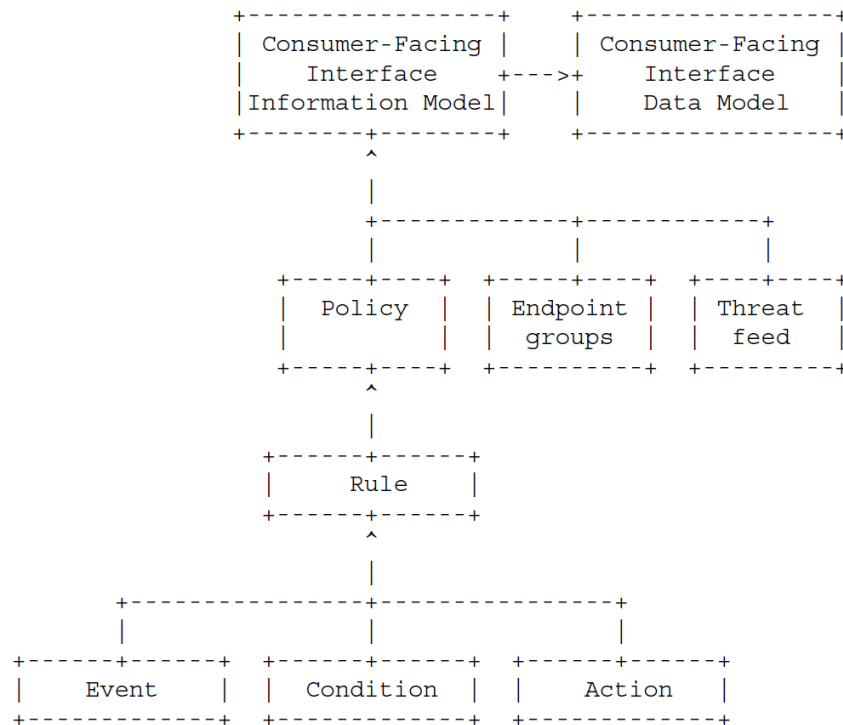 Consumer-Facing Interface Information Model
Consumer-Facing Interface Data Model
Policy
Endpoint groups
Threat feed
Rule
Event
Condition
Action